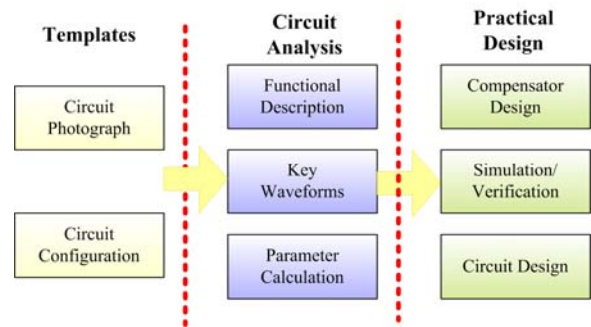 Templates
Circuit
Photograph
Circuit
Configuration
Circuit
Analysis
Functional
Description
Key
Waveforms
Parameter
Calculation
Practical
Design
Compensator
Design
Simulation/
Verification
Circuit Design